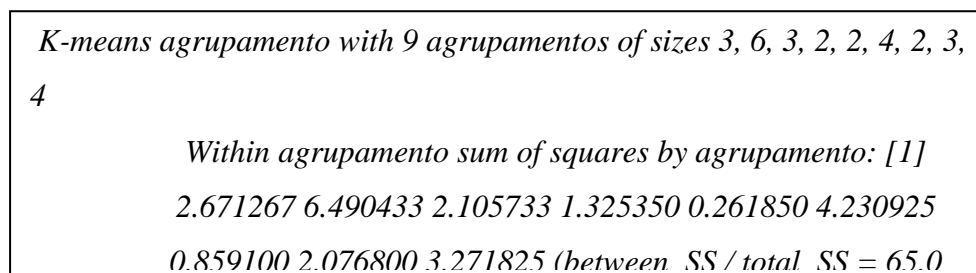 K-means agrupamento with 9 agrupamentos of sizes 3, 6, 3, 2, 2, 4, 2, 3,
4
Within agrupamento sum of squares by agrupamento: [1]
2.671267 6.490433 2.105733 1.325350 0.261850 4.230925
0.859100 2.076800 3.271825 (between_SS / total_SS = 65.0